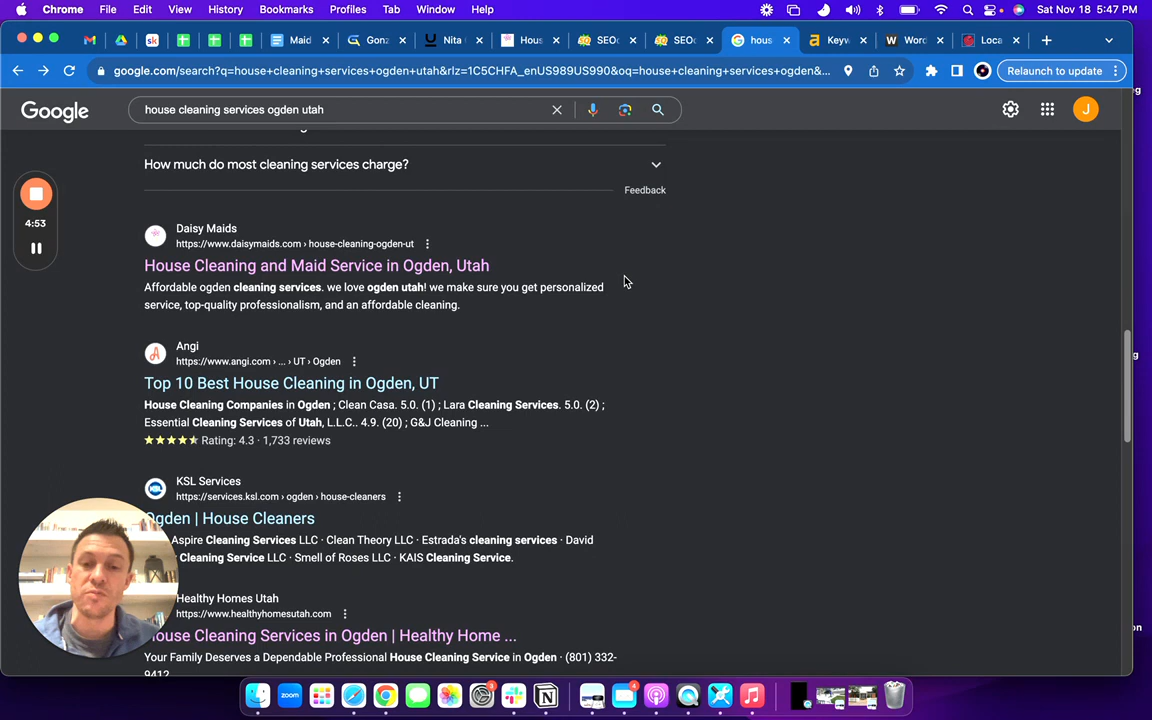 Chrome File Edit View History Bookmarks Profiles Tab Window Help Sat Nov 18 5:47 PM
Maid Gonz Nita Hous SEO SEO hous Keyw Word Loca
google.com/search?q=house+cleaning+services+ogden+utah&rlz=1C5CHFA_enUS989US990&oq=house+cleaning+services+ogden&... Relaunch to update
Google house cleaning services ogden utah J
How much do most cleaning services charge?
Feedback
4:53
Daisy Maids
https://www.daisymaids.com › house-cleaning-ogden-ut
House Cleaning and Maid Service in Ogden, Utah
Affordable ogden cleaning services. we love ogden utah! we make sure you get personalized
service, top-quality professionalism, and an affordable cleaning.
Angi
https://www.angi.com › ... › UT › Ogden
Top 10 Best House Cleaning in Ogden, UT
House Cleaning Companies in Ogden ; Clean Casa. 5.0. (1) ; Lara Cleaning Services. 5.0. (2) ;
Essential Cleaning Services of Utah, L.L.C.. 4.9. (20) ; G&J Cleaning ...
Rating: 4.3 · 1,733 reviews
KSL Services
https://services.ksl.com › ogden › house-cleaners
Ogden | House Cleaners
Aspire Cleaning Services LLC · Clean Theory LLC · Estrada's cleaning services · David
Cleaning Service LLC · Smell of Roses LLC · KAIS Cleaning Service.
Healthy Homes Utah
https://www.healthyhomesutah.com
House Cleaning Services in Ogden | Healthy Home ...
Your Family Deserves a Dependable Professional House Cleaning Service in Ogden · (801) 332-
9412
zoom